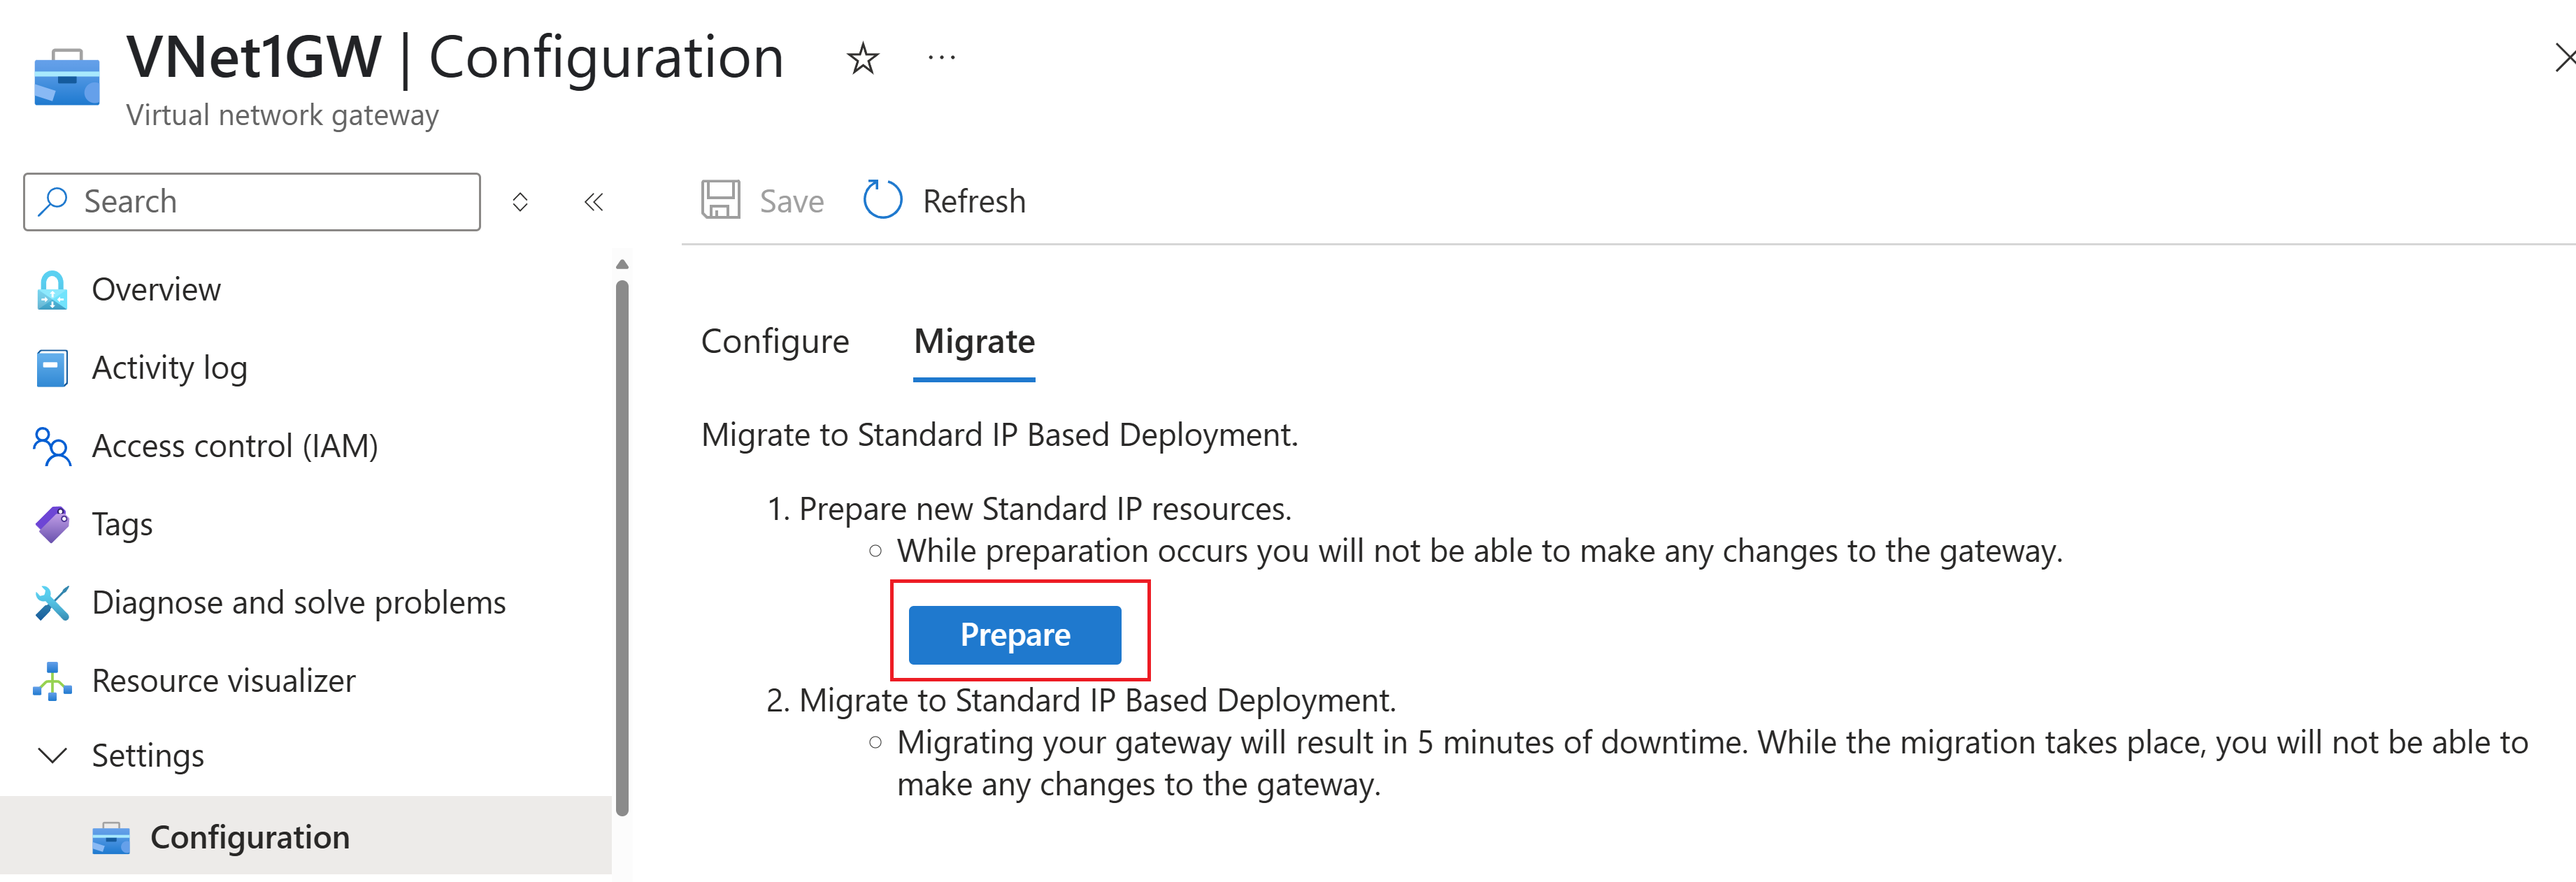 VNet1GW | Configuration
Virtual network gateway
Search
Overview
Activity log
Access control (IAM)
Tags
Diagnose and solve problems
Resource visualizer
Settings
Configuration
Save
Refresh
Configure
Migrate
Migrate to Standard IP Based Deployment.
1. Prepare new Standard IP resources.
While preparation occurs you will not be able to make any changes to the gateway.
Prepare
2. Migrate to Standard IP Based Deployment.
Migrating your gateway will result in 5 minutes of downtime. While the migration takes place, you will not be able to
make any changes to the gateway.